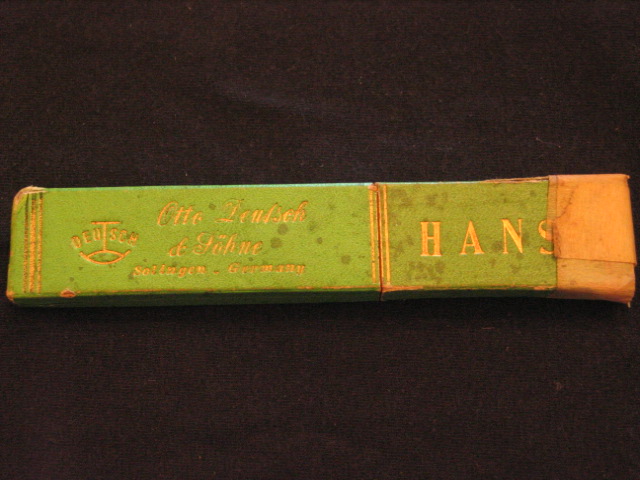 DEUTSCH
Otto Deutsch
& Söhne
Solingen - Germany
HANS